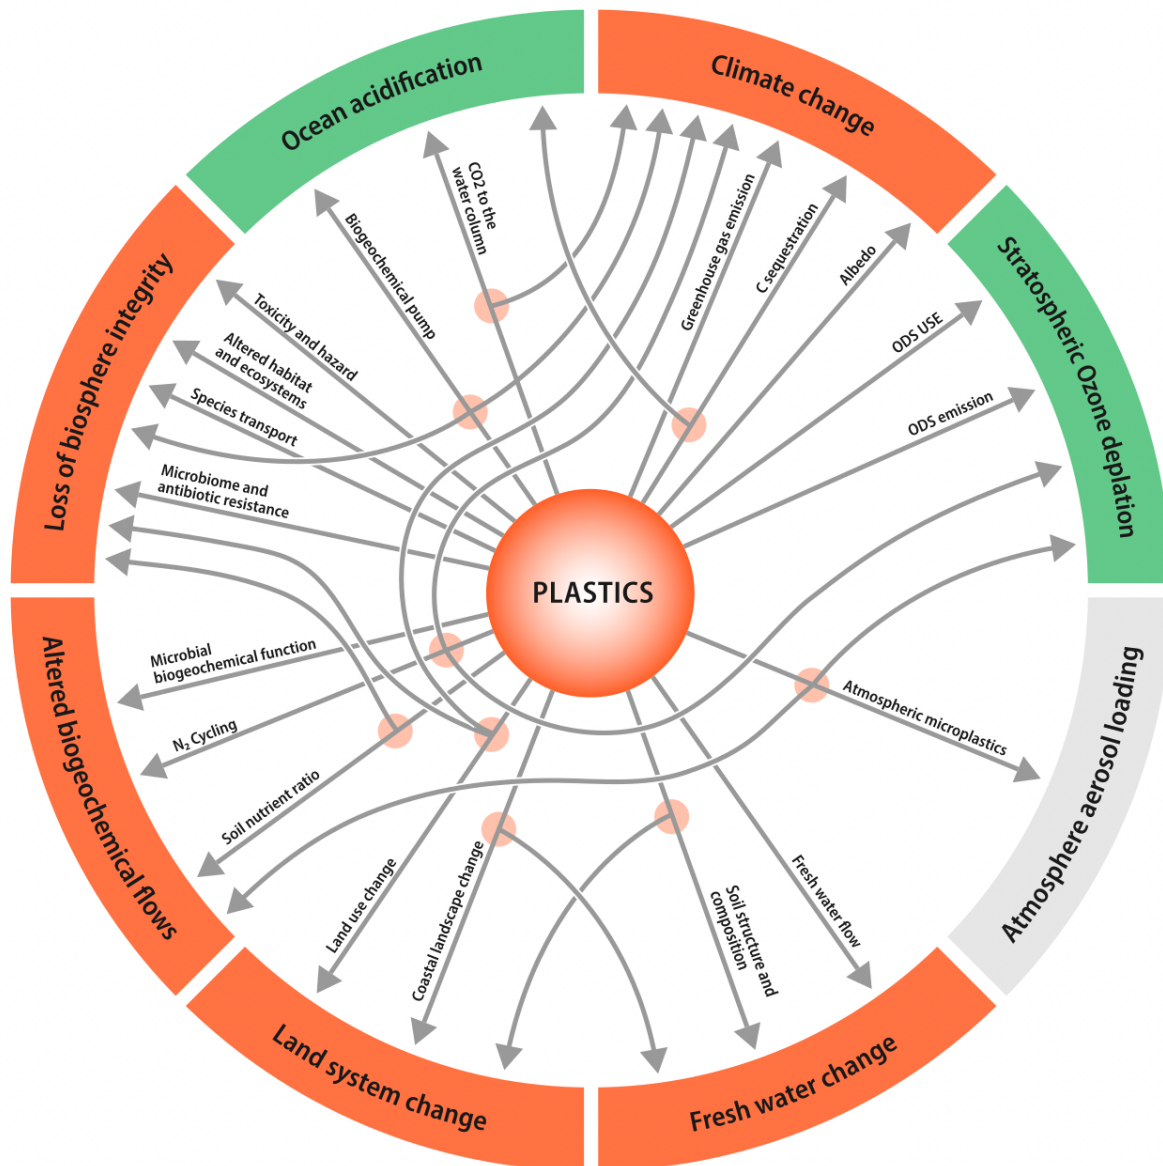 Ocean acidification
Climate change
Stratospheric Ozone deplation
Atmosphere aerosol loading
Fresh water change
Land system change
Altered biogeochemical flows
Loss of biosphere integrity
PLASTICS
Biogeochemical pump
CO2 to the
water column
Greenhouse gas emission
C sequestration
Albedo
ODS USE
ODS emission
Atmospheric microplastics
Fresh water flow
Soil structure and
composition
Coastal landscape change
Land use change
Soil nutrient ratio
N₂ Cycling
Microbial
biogeochemical function
Microbiome and
antibiotic resistance
Species transport
Altered habitat
and ecosystems
Toxicity and hazard